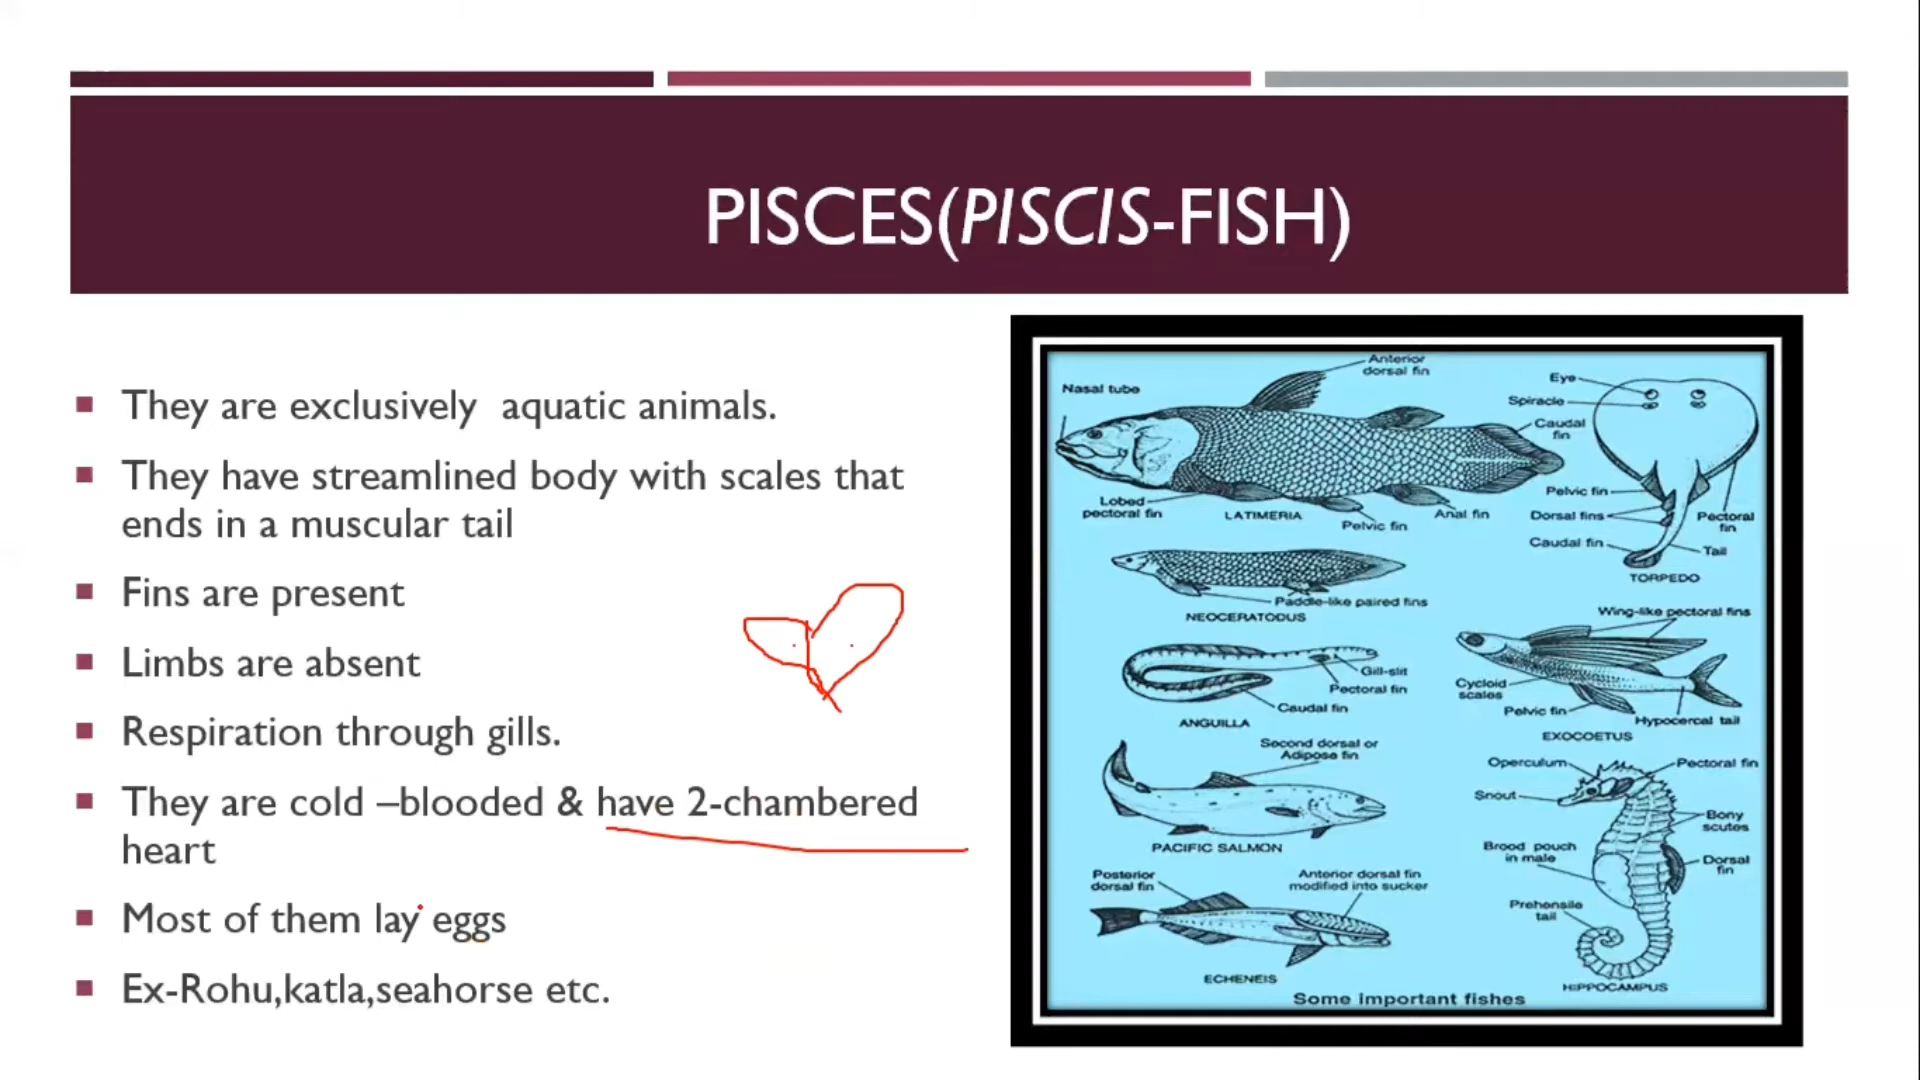 PISCES(PISCIS-FISH)
They are exclusively aquatic animals.
They have streamlined body with scales that
ends in a muscular tail
Fins are present
Limbs are absent
Respiration through gills.
They are cold –blooded & have 2-chambered
heart
Most of them lay eggs
Ex-Rohu,katla,seahorse etc.
Anterior
dorsal fin
Nasal tube
Caudal
fin
Lobed
pectoral fin
LATIMERIA
Pelvic fin
Anal fin
Eye
Spiracle
Pelvic fin
Dorsal fins
Pectoral
fin
Caudal fin
Tail
TORPEDO
Paddle-like paired fins
NEOCERATODUS
Wing-like pectoral fins
Gill-slit
Pectoral fin
Caudal fin
ANGUILLA
Cycloid
scales
Pelvic fin
Hypocercal tail
EXOCOETUS
Second dorsal or
Adipose fin
PACIFIC SALMON
Operculum
Pectoral fin
Snout
Bony
scutes
Brood pouch
in male
Dorsal
fin
Prehensile
tail
HIPPOCAMPUS
Posterior
dorsal fin
Anterior dorsal fin
modified into sucker
ECHENEIS
Some important fishes